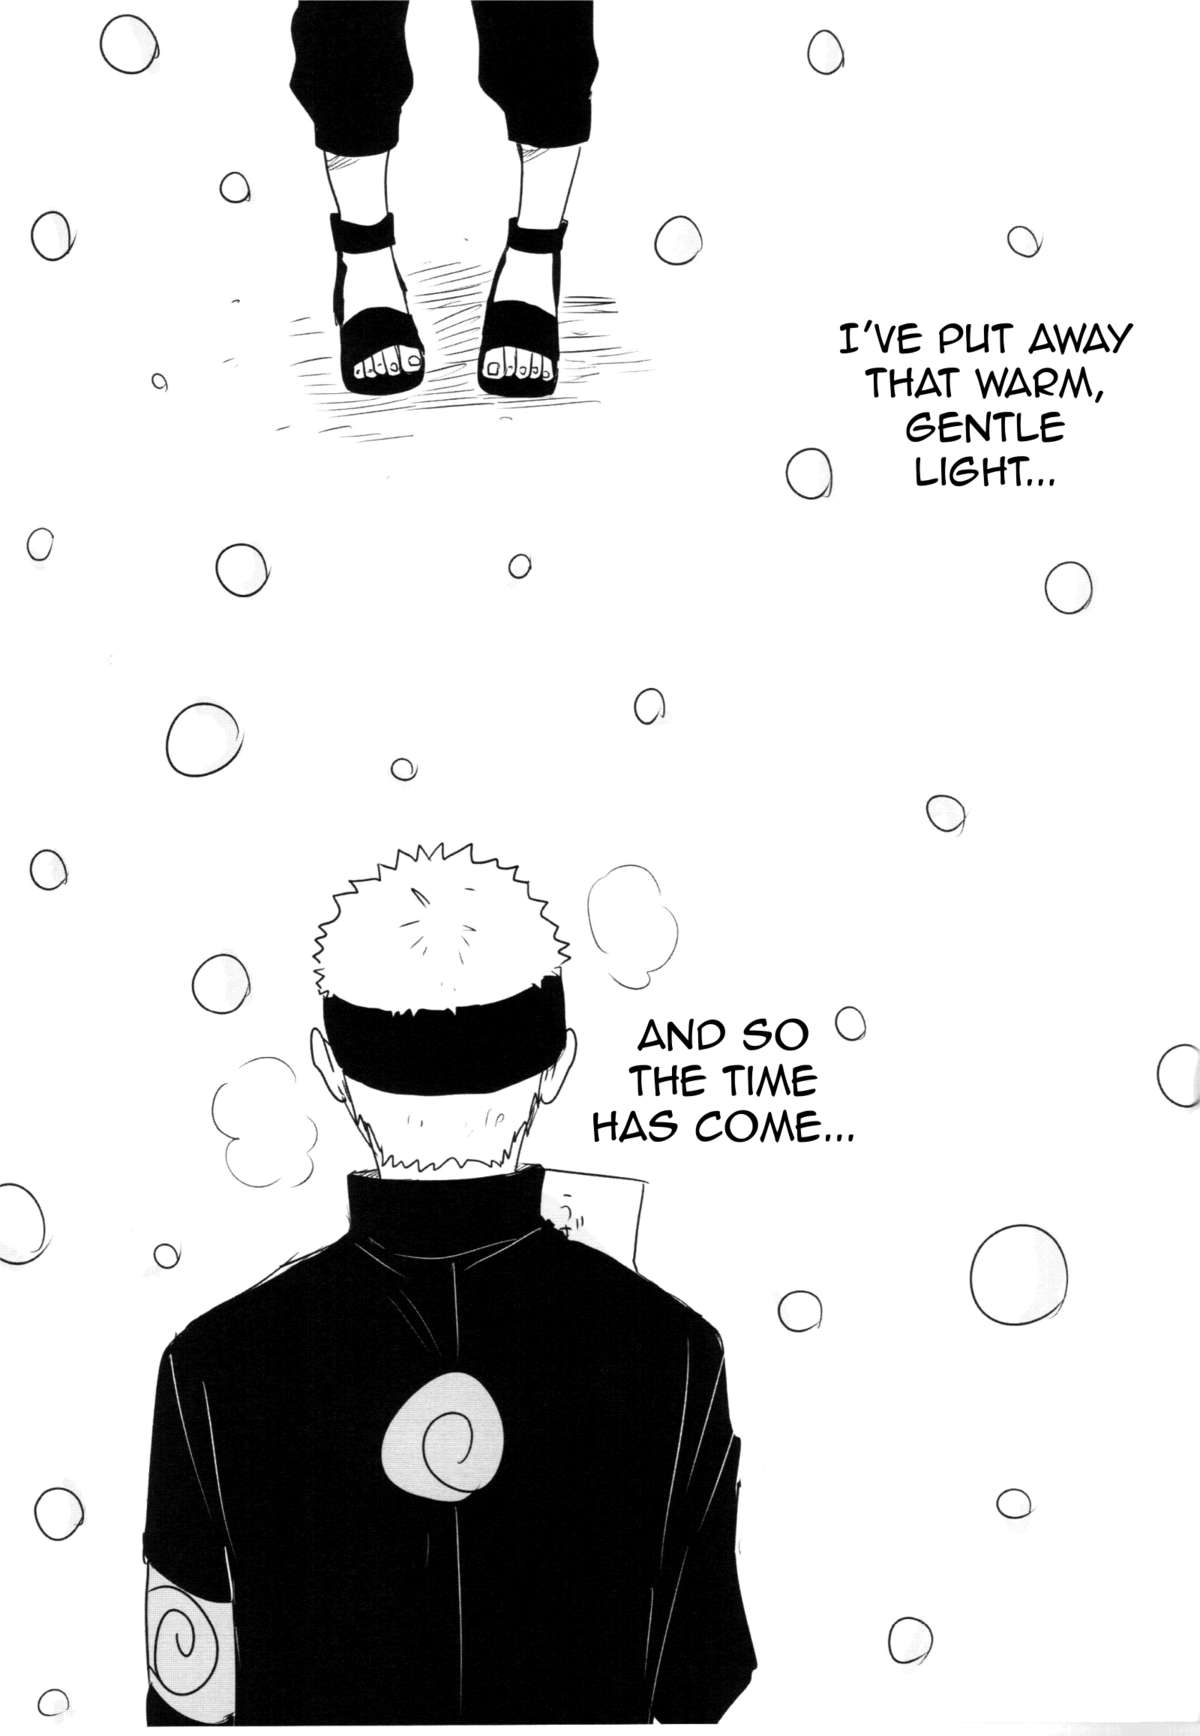 I'VE PUT AWAY
THAT WARM,
GENTLE
LIGHT...
AND SO
THE TIME
HAS COME...